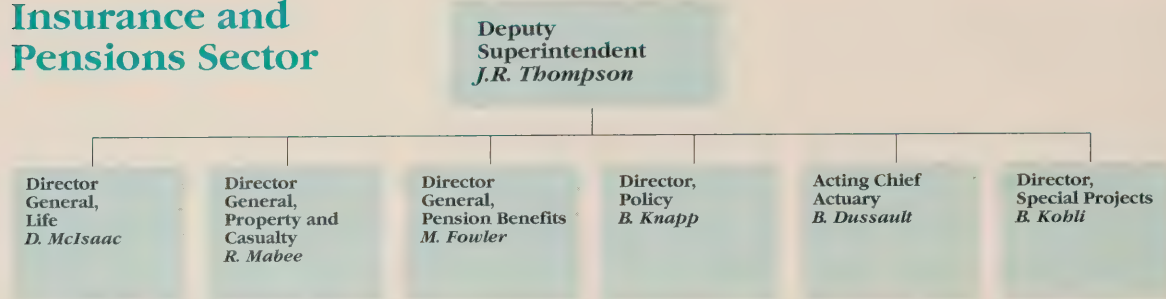 Insurance and
Pensions Sector
Deputy
Superintendent
J.R. Thompson
Director
General,
Life
D. McIsaac
Director
General,
Property and
Casualty
R. Mabee
Director
General,
Pension Benefits
M. Fowler
Director,
Policy
B. Knapp
Acting Chief
Actuary
B. Dussault
Director,
Special Projects
B. Kohli